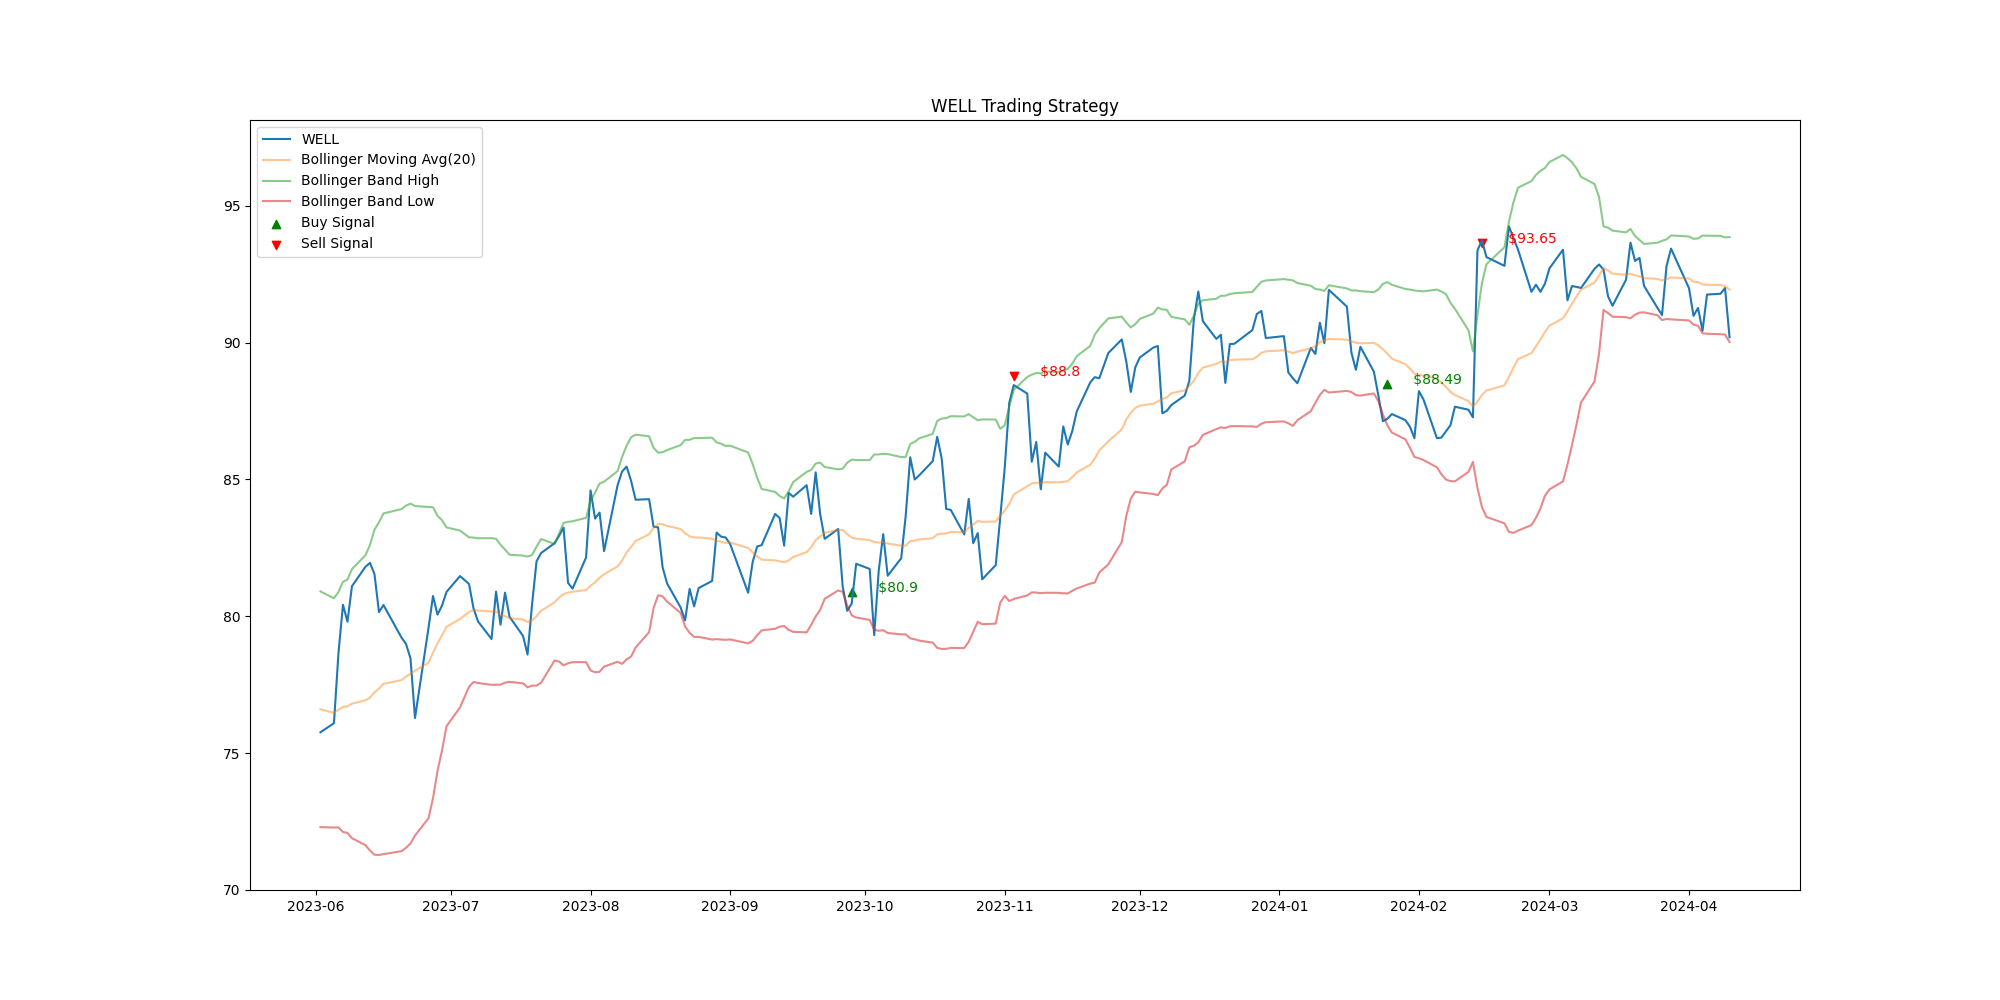 WELL Trading Strategy
WELL
Bollinger Moving Avg(20)
Bollinger Band High
Bollinger Band Low
Buy Signal
Sell Signal
95
90
85
80
75
70
$93.65
$88.8
$88.49
$80.9
2023-06 2023-07 2023-08 2023-09 2023-10 2023-11 2023-12 2024-01 2024-02 2024-03 2024-04